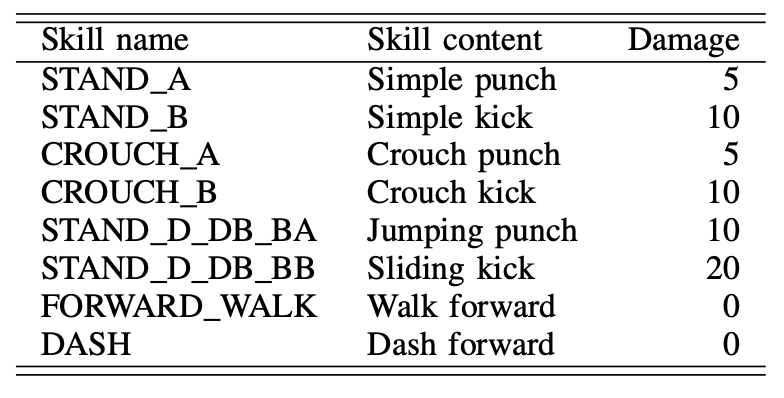 Skill name Skill content Damage
STAND_A Simple punch 5
STAND_B Simple kick 10
CROUCH_A Crouch punch 5
CROUCH_B Crouch kick 10
STAND_D_DB_BA Jumping punch 10
STAND_D_DB_BB Sliding kick 20
FORWARD_WALK Walk forward 0
DASH Dash forward 0